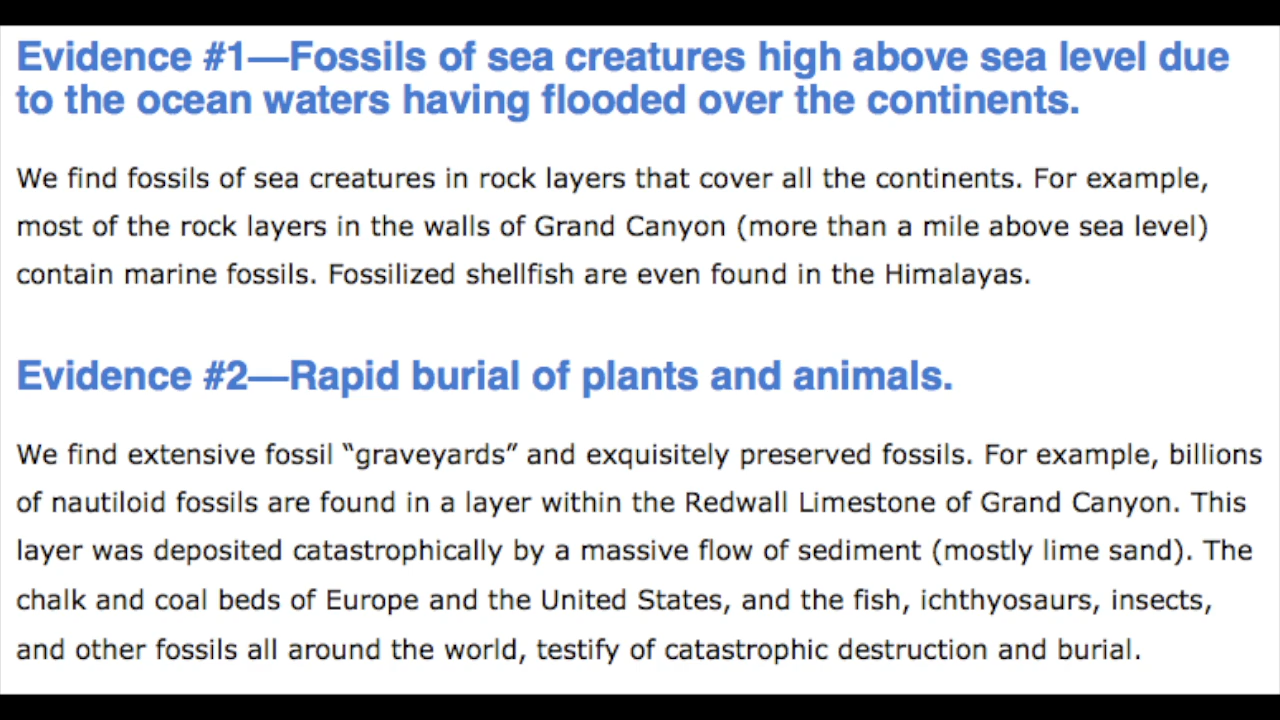 Evidence #1—Fossils of sea creatures high above sea level due
to the ocean waters having flooded over the continents.
We find fossils of sea creatures in rock layers that cover all the continents. For example,
most of the rock layers in the walls of Grand Canyon (more than a mile above sea level)
contain marine fossils. Fossilized shellfish are even found in the Himalayas.
Evidence #2—Rapid burial of plants and animals.
We find extensive fossil “graveyards” and exquisitely preserved fossils. For example, billions
of nautiloid fossils are found in a layer within the Redwall Limestone of Grand Canyon. This
layer was deposited catastrophically by a massive flow of sediment (mostly lime sand). The
chalk and coal beds of Europe and the United States, and the fish, ichthyosaurs, insects,
and other fossils all around the world, testify of catastrophic destruction and burial.